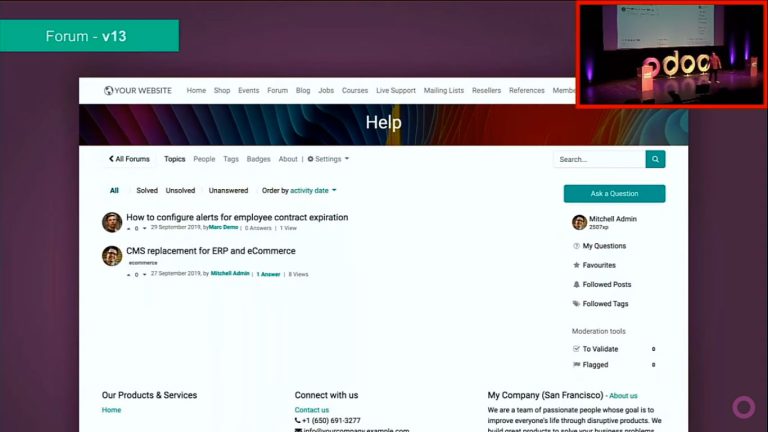 Forum - v13
odoo
YOUR WEBSITE Home Shop Events Forum Blog Jobs Courses Live Support Mailing Lists Resellers References
Help
All Forums Topics People Tags Badges About | Settings
Search...
All Solved Unsolved Unanswered Order by activity date
Ask a Question
How to configure alerts for employee contract expiration
0 29 September 2019, by Marc Demo | 0 Answers | 1 View
CMS replacement for ERP and eCommerce
ecommerce
0 27 September 2019, by Mitchell Admin | 1 Answer | 8 Views
Mitchell Admin
2507xp
My Questions
Favourites
Followed Posts
Followed Tags
Moderation tools
To Validate 0
Flagged 0
Our Products & Services
Home
Connect with us
Contact us
+1 (650) 691-3277
info@yourcompany.example.com
My Company (San Francisco) - About us
We are a team of passionate people whose goal is to
improve everyone's life through disruptive products. We
build great products to solve your business problems.